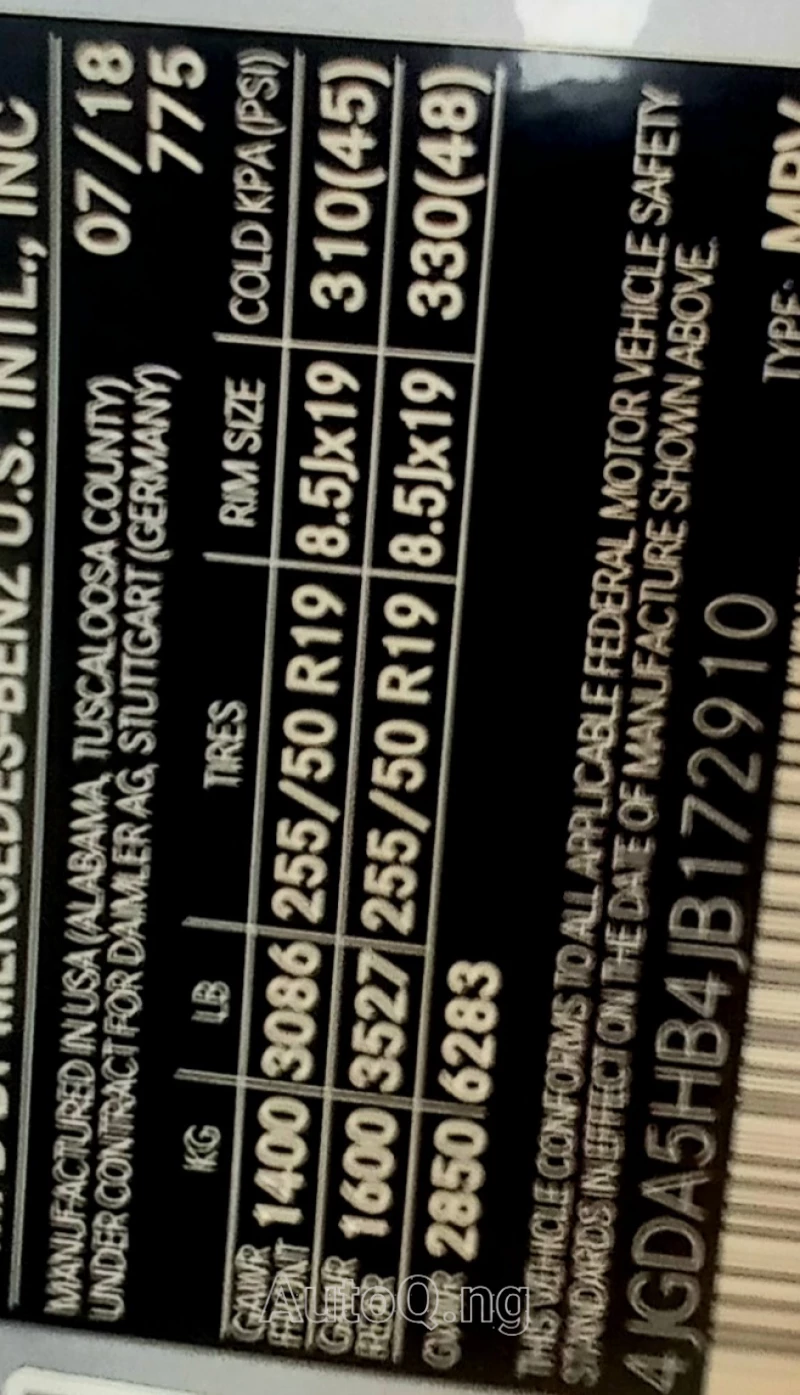 MERCEDES-BENZ U.S. INTL., INC
07/18
775
MANUFACTURED IN USA (ALABAMA, TUSCALOOSA COUNTY)
UNDER CONTRACT FOR DAIMLER AG, STUTTGART (GERMANY)
KG LB TIRES RIM SIZE COLD KPA (PSI)
GAWR FRONT 1400 3086 255/50 R19 8.5Jx19 310(45)
1600 3527 255/50 R19 8.5Jx19 330(48)
2850 6283
THIS VEHICLE CONFORMS TO ALL APPLICABLE FEDERAL MOTOR VEHICLE SAFETY
STANDARDS IN EFFECT ON THE DATE OF MANUFACTURE SHOWN ABOVE.
4JGDA5HB4JB172910
TYPE: MPV
AutoQ.ng